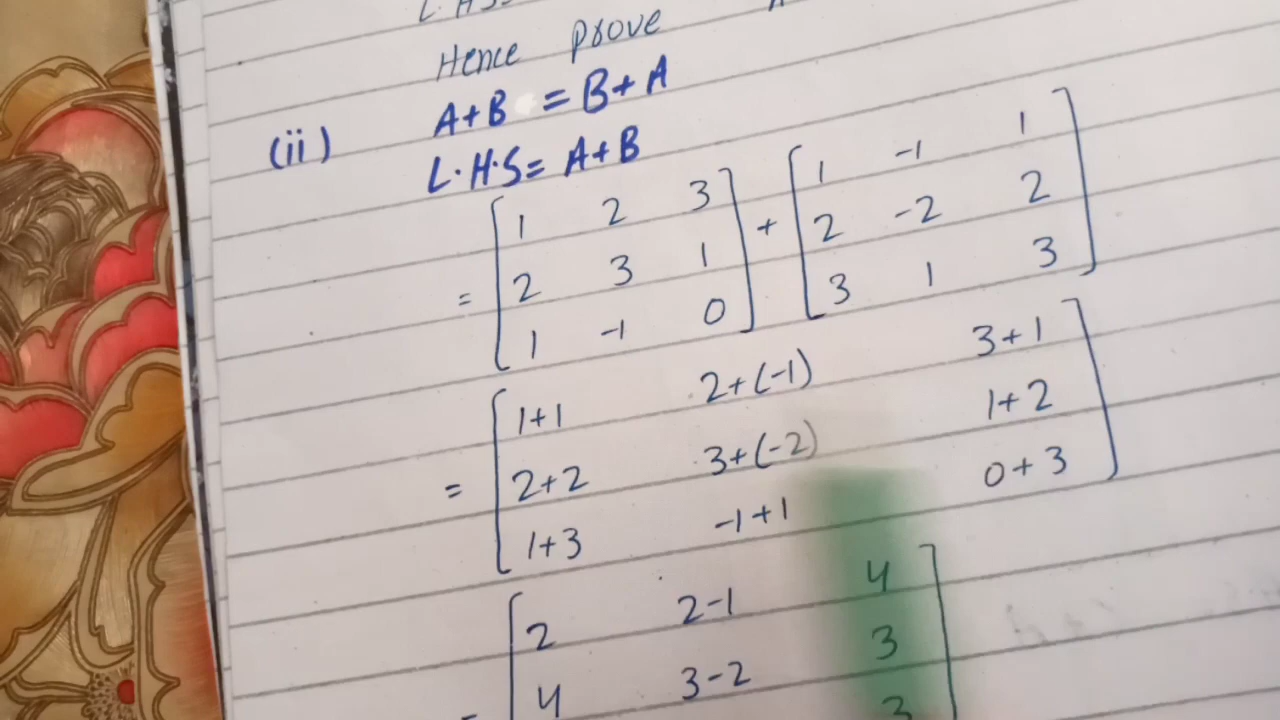 L.H.S
Hence prove
(ii) A+B = B+A
L.H.S = A+B
= [1 2 3] + [1 -1 1]
[2 3 1] [2 -2 2]
[1 -1 0] [3 1 3]
= [1+1 2+(-1) 3+1]
[2+2 3+(-2) 1+2]
[1+3 -1+1 0+3]
= [2 2-1 4]
[4 3-2 3]
3]